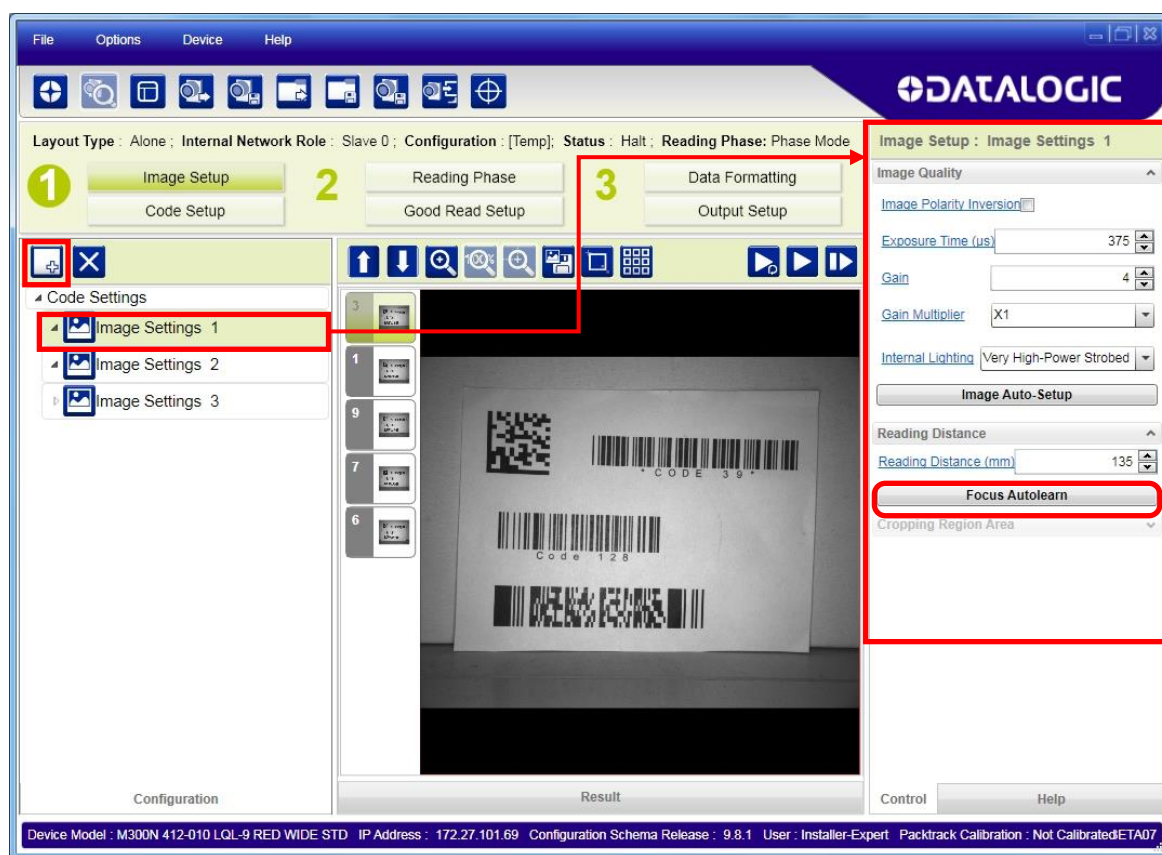 File Options Device Help
DATALOGIC
Layout Type : Alone ; Internal Network Role : Slave 0 ; Configuration : [Temp]; Status : Halt ; Reading Phase: Phase Mode
1 Image Setup 2 Reading Phase 3 Data Formatting
Code Setup Good Read Setup Output Setup
Code Settings
Image Settings 1
Image Settings 2
Image Settings 3
Configuration
100%
3
1
9
7
6
* CODE 39 *
Code 128
Result
Image Setup : Image Settings 1
Image Quality
Image Polarity Inversion
Exposure Time (us) 375
Gain 4
Gain Multiplier X1
Internal Lighting Very High-Power Strobed
Image Auto-Setup
Reading Distance
Reading Distance (mm) 135
Focus Autolearn
Cropping Region Area
Control Help
Device Model : M300N 412-010 LQL-9 RED WIDE STD IP Address : 172.27.101.69 Configuration Schema Release : 9.8.1 User : Installer-Expert Packtrack Calibration : Not Calibrated ETA07